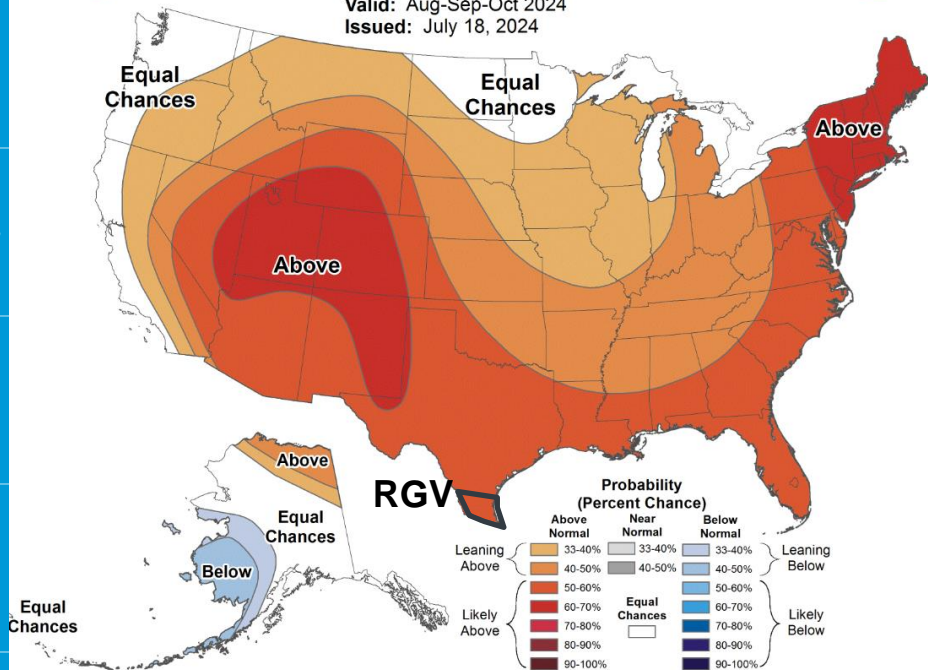 Valid: Aug-Sep-Oct 2024
Issued: July 18, 2024
Equal
Chances
Equal
Chances
Above
Above
Above
Equal
Chances
Below
Equal
Chances
RGV
Probability
(Percent Chance)
Above
Normal
Near
Normal
Below
Normal
Leaning
Above
33-40%
40-50%
33-40%
40-50%
33-40%
40-50%
Leaning
Below
Likely
Above
50-60%
60-70%
70-80%
80-90%
90-100%
Equal
Chances
50-60%
60-70%
70-80%
80-90%
90-100%
Likely
Below